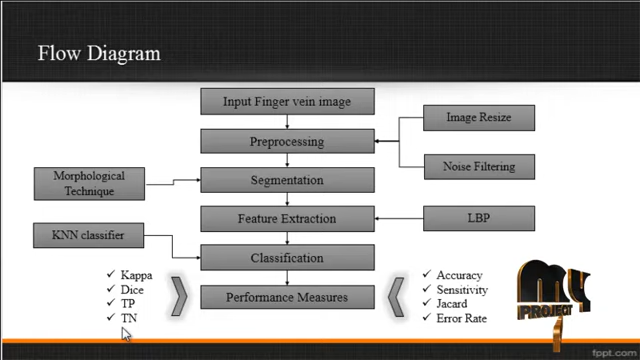 Flow Diagram
Input Finger vein image
Preprocessing
Image Resize
Noise Filtering
Morphological
Technique
Segmentation
Feature Extraction
LBP
KNN classifier
Classification
Performance Measures
✓ Kappa
✓ Dice
✓ TP
✓ TN
✓ Accuracy
✓ Sensitivity
✓ Jacard
✓ Error Rate
MY
PROJECT
fppt.com